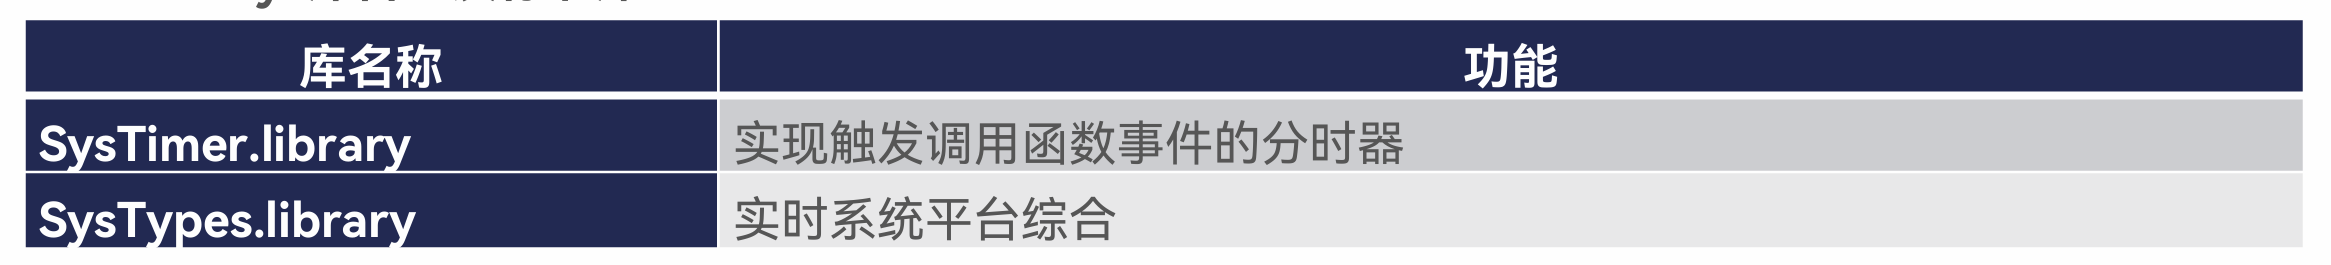 库名称
功能
SysTimer.library
实现触发调用函数事件的分时器
SysTypes.library
实时系统平台综合